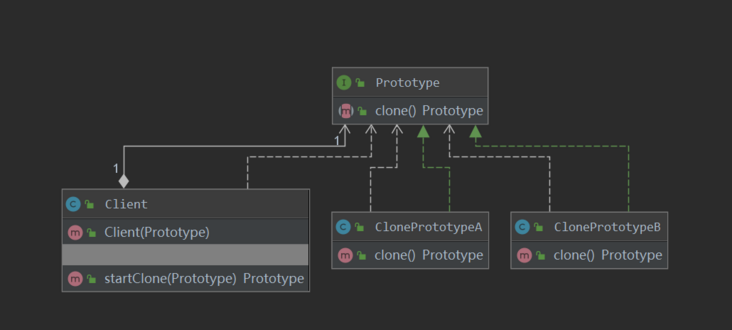 I Prototype
m clone() Prototype
1
1
C Client
m Client(Prototype)
m startClone(Prototype) Prototype
C ClonePrototypeA
m clone() Prototype
C ClonePrototypeB
m clone() Prototype